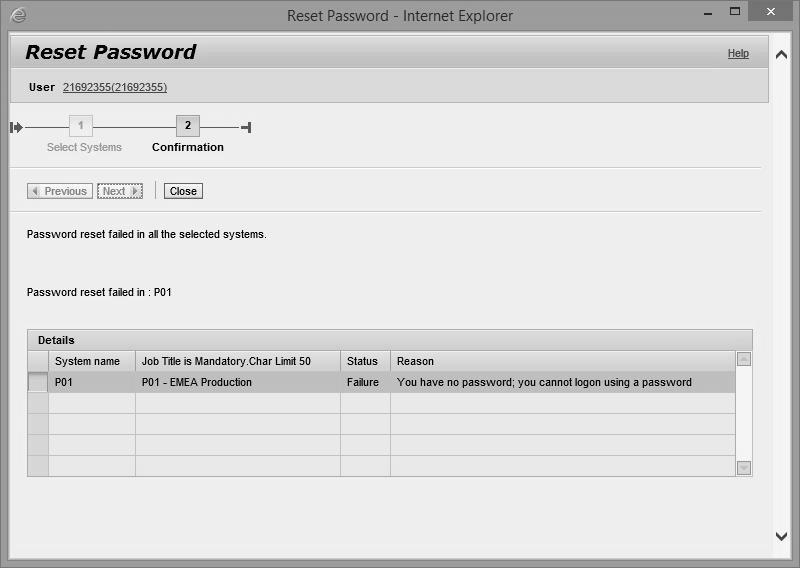 Reset Password - Internet Explorer
Reset Password
Help
User 21692355(21692355)
1 2
Select Systems Confirmation
Previous Next Close
Password reset failed in all the selected systems.
Password reset failed in : P01
Details
System name Job Title is Mandatory.Char Limit 50 Status Reason
P01 P01 - EMEA Production Failure You have no password; you cannot logon using a password